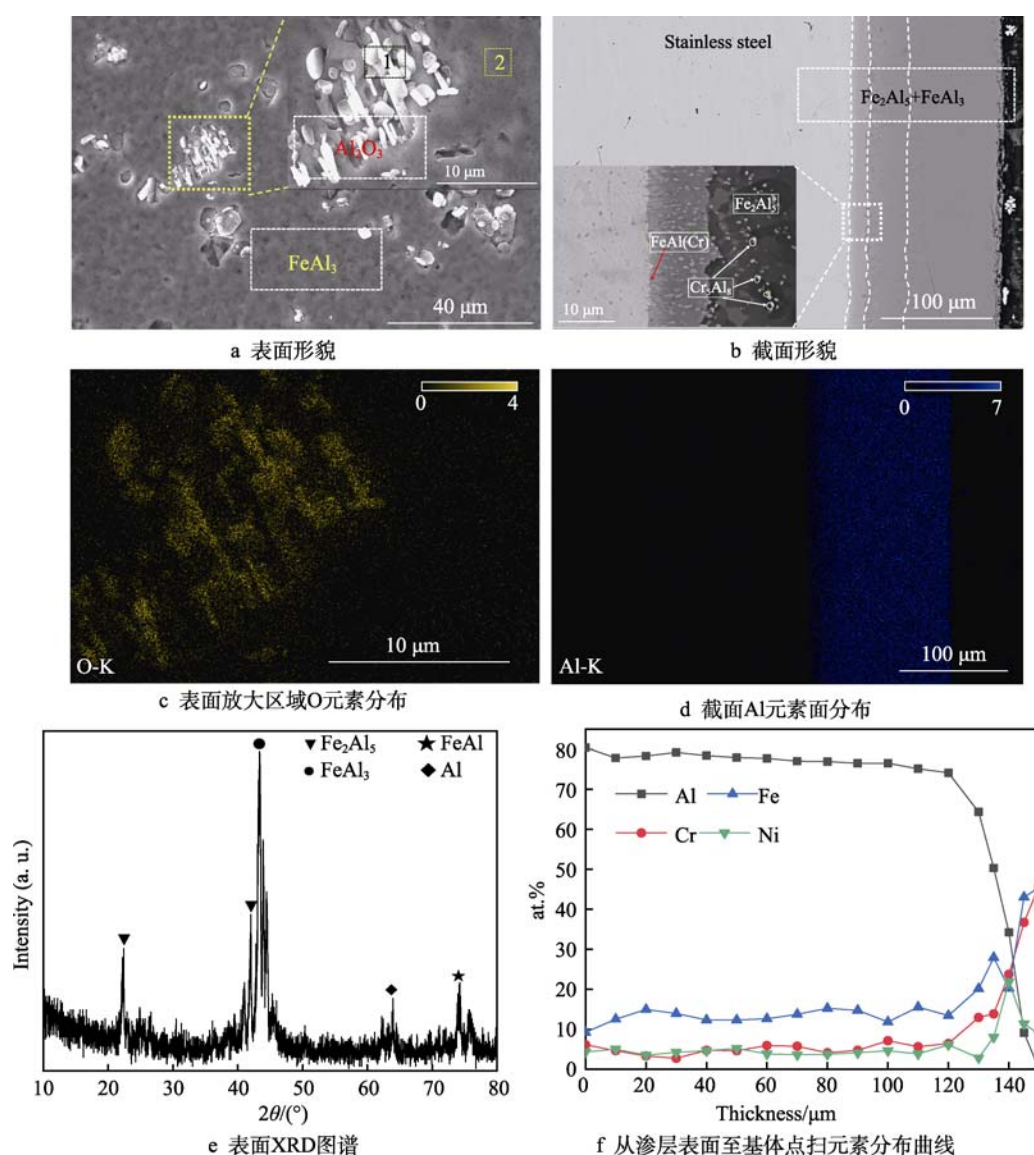 1
2
Al₂O₃
10 μm
FeAl₃
40 μm
a 表面形貌
Stainless steel
Fe₂Al₅+FeAl₃
Fe₂Al₅
FeAl(Cr)
Cr₅Al₈
10 μm
100 μm
b 截面形貌
0 4
10 μm
O-K
c 表面放大区域O元素分布
0 7
100 μm
Al-K
d 截面Al元素面分布
Fe₂Al₅ FeAl
FeAl₃ Al
Intensity (a. u.)
10 20 30 40 50 60 70 80
2θ/(°)
e 表面XRD图谱
80
70
60
50
40
30
20
10
0
at.%
Al Fe
Cr Ni
0 20 40 60 80 100 120 140
Thickness/μm
f 从渗层表面至基体点扫元素分布曲线